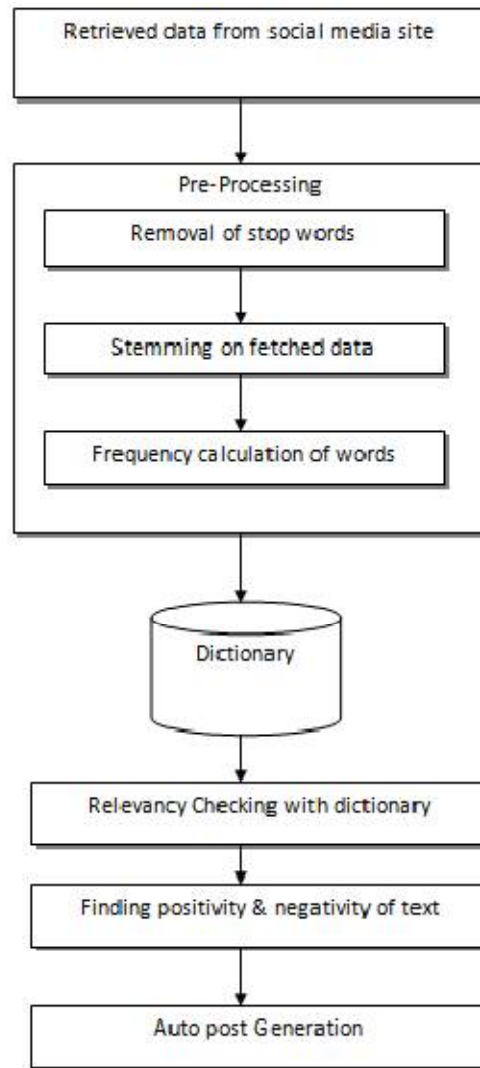 Retrieved data from social media site
Pre-Processing
Removal of stop words
Stemming on fetched data
Frequency calculation of words
Dictionary
Relevancy Checking with dictionary
Finding positivity & negativity of text
Auto post Generation